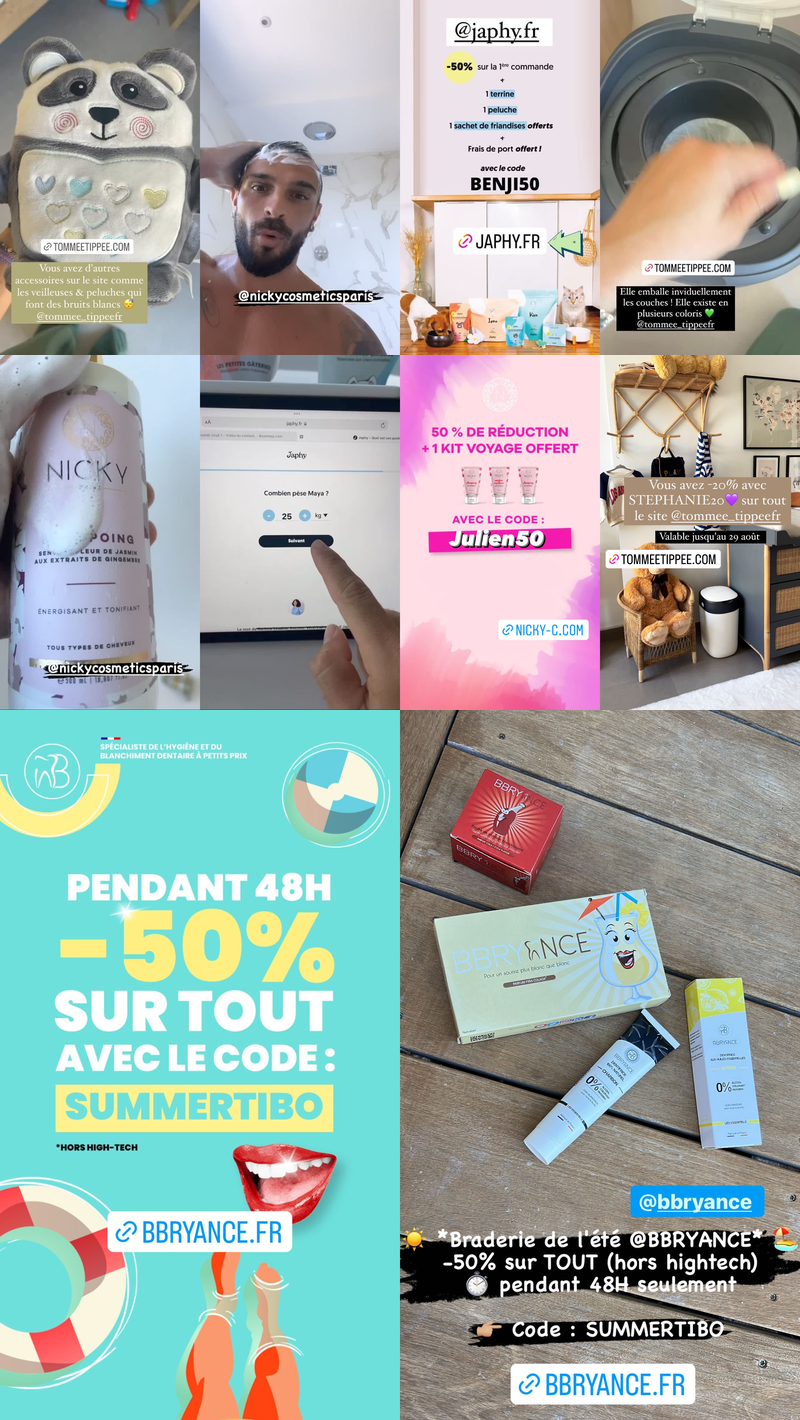 TOMMEETIPPEE.COM
Vous avez d'autres
accessoires sur le site comme
les veilleuses & peluches qui
font des bruits blancs 😴
@tommee_tippeefr
@nickycosmeticsparis
@japhy.fr
-50% sur la 1ère commande
+
1 terrine
1 peluche
1 sachet de friandises offerts
+
Frais de port offert !
avec le code
BENJI50
JAPHY.FR
TOMMEETIPPEE.COM
Elle emballe inviduellement
les couches ! Elle existe en
plusieurs coloris 💚
@tommee_tippeefr
NICKY
POING
FLEUR DE JASMIN
AUX EXTRAITS DE GINGEMBRE
ÉNERGISANT ET TONIFIANT
TOUS TYPES DE CHEVEUX
@nickycosmeticsparis
japhy.fr
Japhy
Combien pèse Maya ?
- 25 + kg
Suivant
50 % DE RÉDUCTION
+ 1 KIT VOYAGE OFFERT
AVEC LE CODE :
Julien50
NICKY-C.COM
Vous avez -20% avec
STEPHANIE20💜 sur tout
le site @tommee_tippeefr
Valable jusqu'au 29 août
TOMMEETIPPEE.COM
B
SPÉCIALISTE DE L'HYGIÈNE ET DU
BLANCHIMENT DENTAIRE À PETITS PRIX
PENDANT 48H
-50%
SUR TOUT
AVEC LE CODE :
SUMMERTIBO
*HORS HIGH-TECH
BBRYANCE.FR
BBRYANCE
BBRYANCE
Pour un sourire plus blanc que blanc
BBRYANCE
CHARBON
0%
BBRYANCE
0%
@bbryance
☀️ *Braderie de l'été @BBRYANCE* 🏖️
-50% sur TOUT (hors hightech)
⏱️ pendant 48H seulement
👉🏼 Code : SUMMERTIBO
BBRYANCE.FR